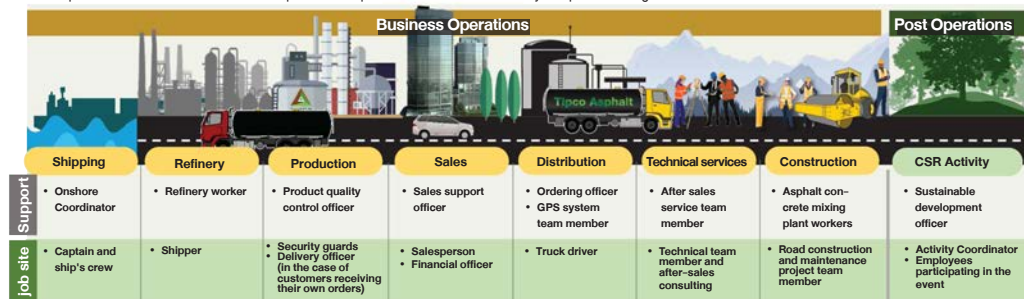 Business Operations
Post Operations
Tipco Asphalt
Shipping
Refinery
Production
Sales
Distribution
Technical services
Construction
CSR Activity
Support
• Onshore
Coordinator
• Refinery worker
• Product quality
control officer
• Sales support
officer
• Ordering officer
• GPS system
team member
• After sales
service team
member
• Asphalt con-
crete mixing
plant workers
• Sustainable
development
officer
job site
• Captain and
ship's crew
• Shipper
• Security guards
• Delivery officer
(in the case of
customers receiving
their own orders)
• Salesperson
• Financial officer
• Truck driver
• Technical team
member and
after-sales
consulting
• Road construction
and maintenance
project team
member
• Activity Coordinator
• Employees
participating in the
event